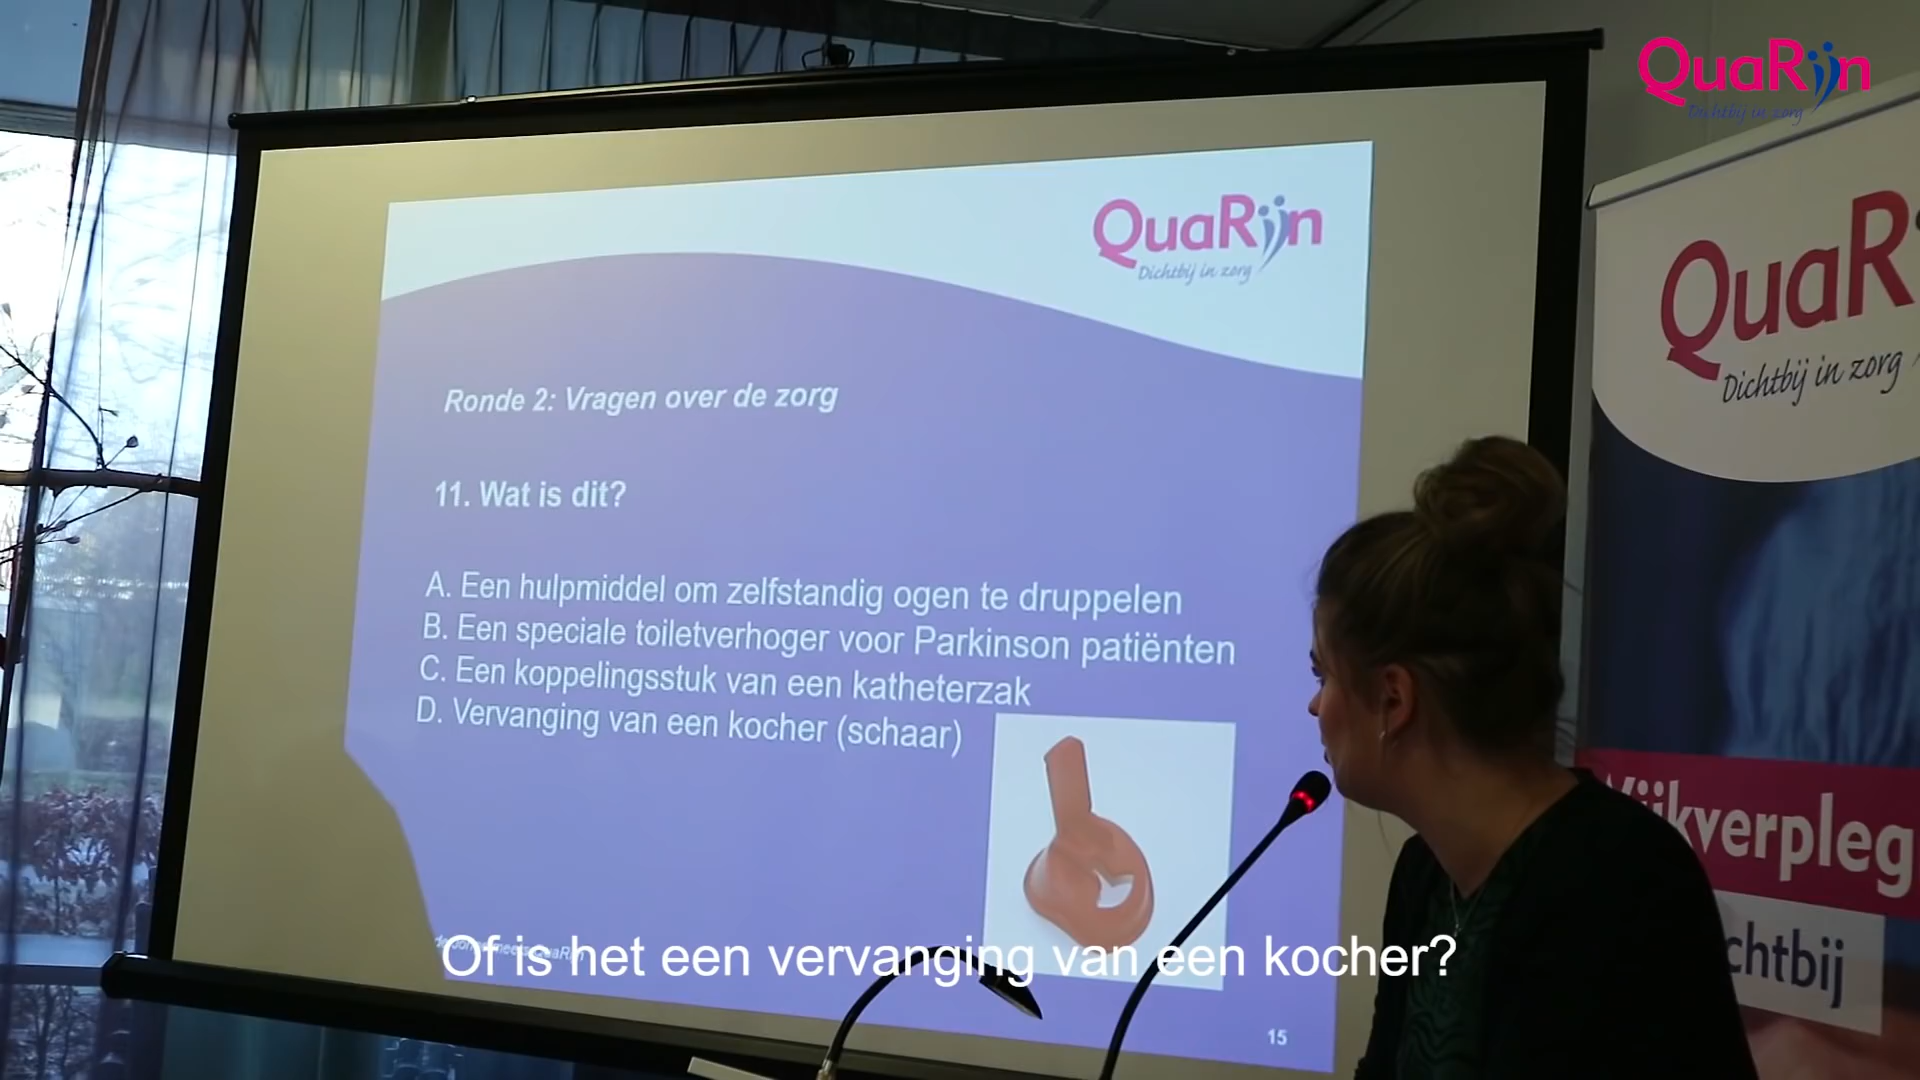 QuaRijn
Dichtbij in zorg
QuaRijn
Dichtbij in zorg
QuaR
Dichtbij in zorg
Ronde 2: Vragen over de zorg
11. Wat is dit?
A. Een hulpmiddel om zelfstandig ogen te druppelen
B. Een speciale toiletverhoger voor Parkinson patiënten
C. Een koppelingsstuk van een katheterzak
D. Vervanging van een kocher (schaar)
Wijkverpleg
chtbij
Of is het een vervanging van een kocher?
15